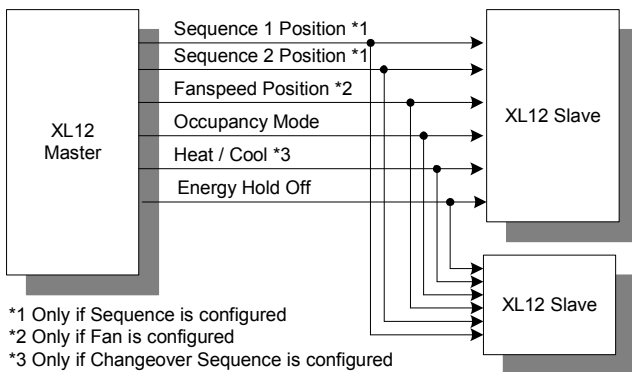 Sequence 1 Position *1
Sequence 2 Position *1
Fanspeed Position *2
Occupancy Mode
Heat / Cool *3
Energy Hold Off
XL12
Master
XL12 Slave
XL12 Slave
*1 Only if Sequence is configured
*2 Only if Fan is configured
*3 Only if Changeover Sequence is configured